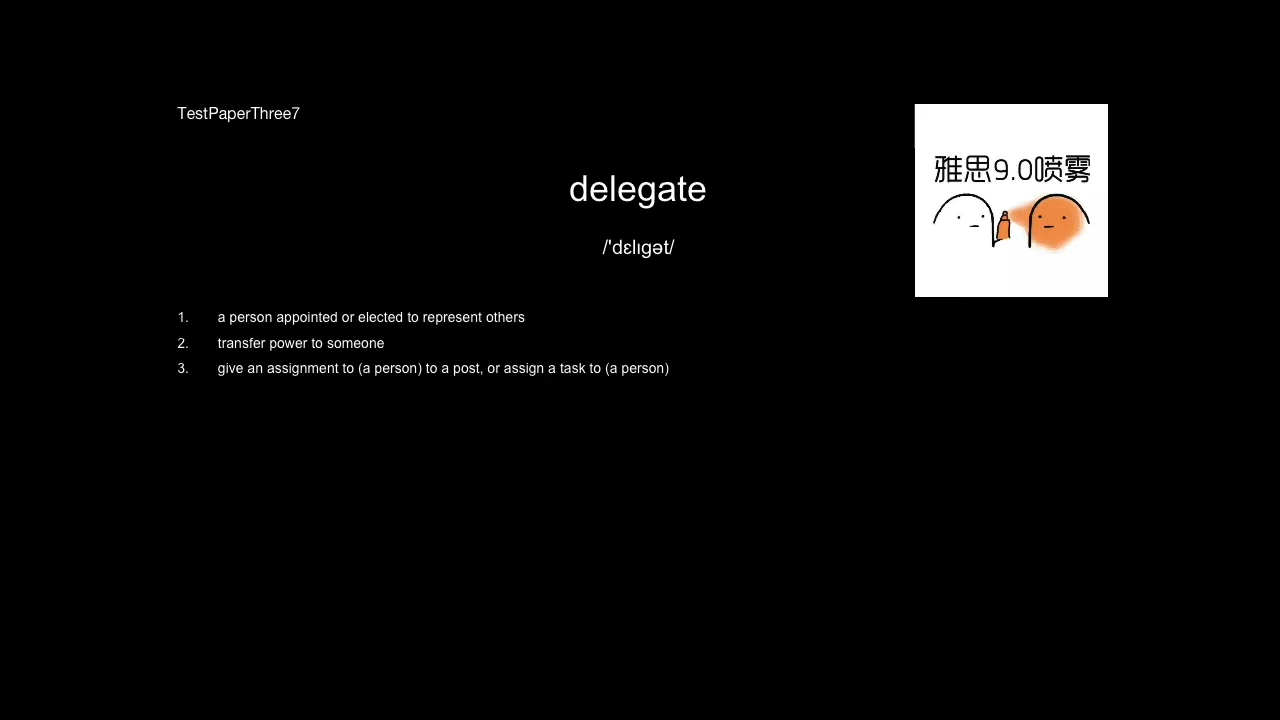 TestPaperThree7
雅思9.0喷雾
delegate
/'dɛlɪgət/
1. a person appointed or elected to represent others
2. transfer power to someone
3. give an assignment to (a person) to a post, or assign a task to (a person)